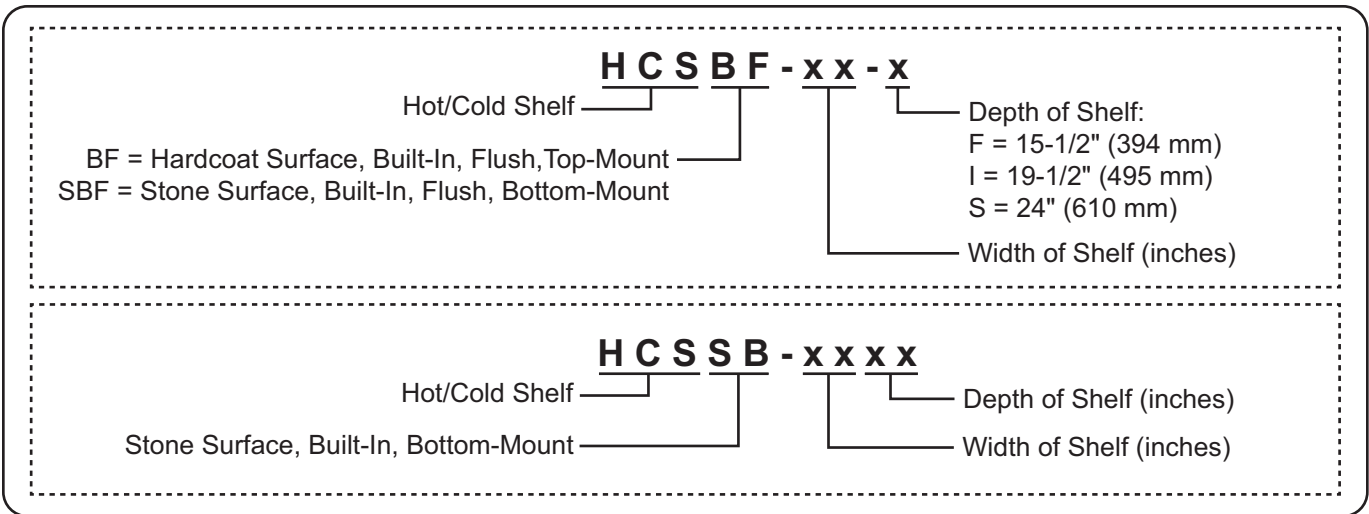 H C S B F - x x - x
Hot/Cold Shelf
BF = Hardcoat Surface, Built-In, Flush,Top-Mount
SBF = Stone Surface, Built-In, Flush, Bottom-Mount
Depth of Shelf:
F = 15-1/2" (394 mm)
I = 19-1/2" (495 mm)
S = 24" (610 mm)
Width of Shelf (inches)
H C S S B - x x x x
Hot/Cold Shelf
Stone Surface, Built-In, Bottom-Mount
Depth of Shelf (inches)
Width of Shelf (inches)